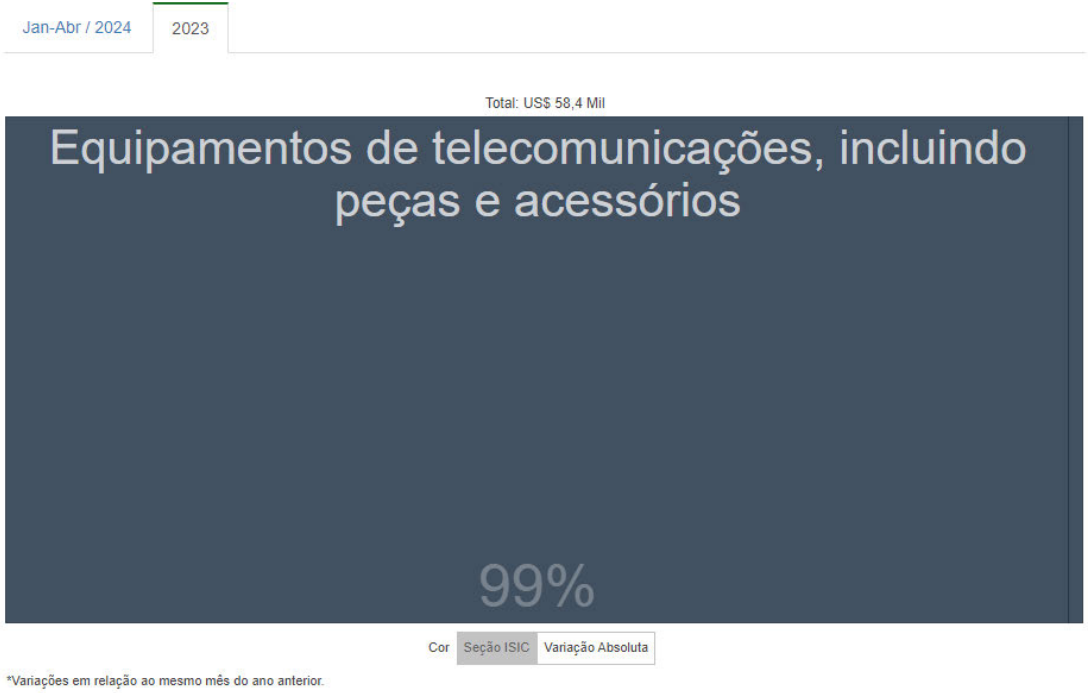 Jan-Abr / 2024
2023
Total: US$ 58,4 Mil
Equipamentos de telecomunicações, incluindo
peças e acessórios
99%
Cor Seção ISIC Variação Absoluta
*Variações em relação ao mesmo mês do ano anterior.